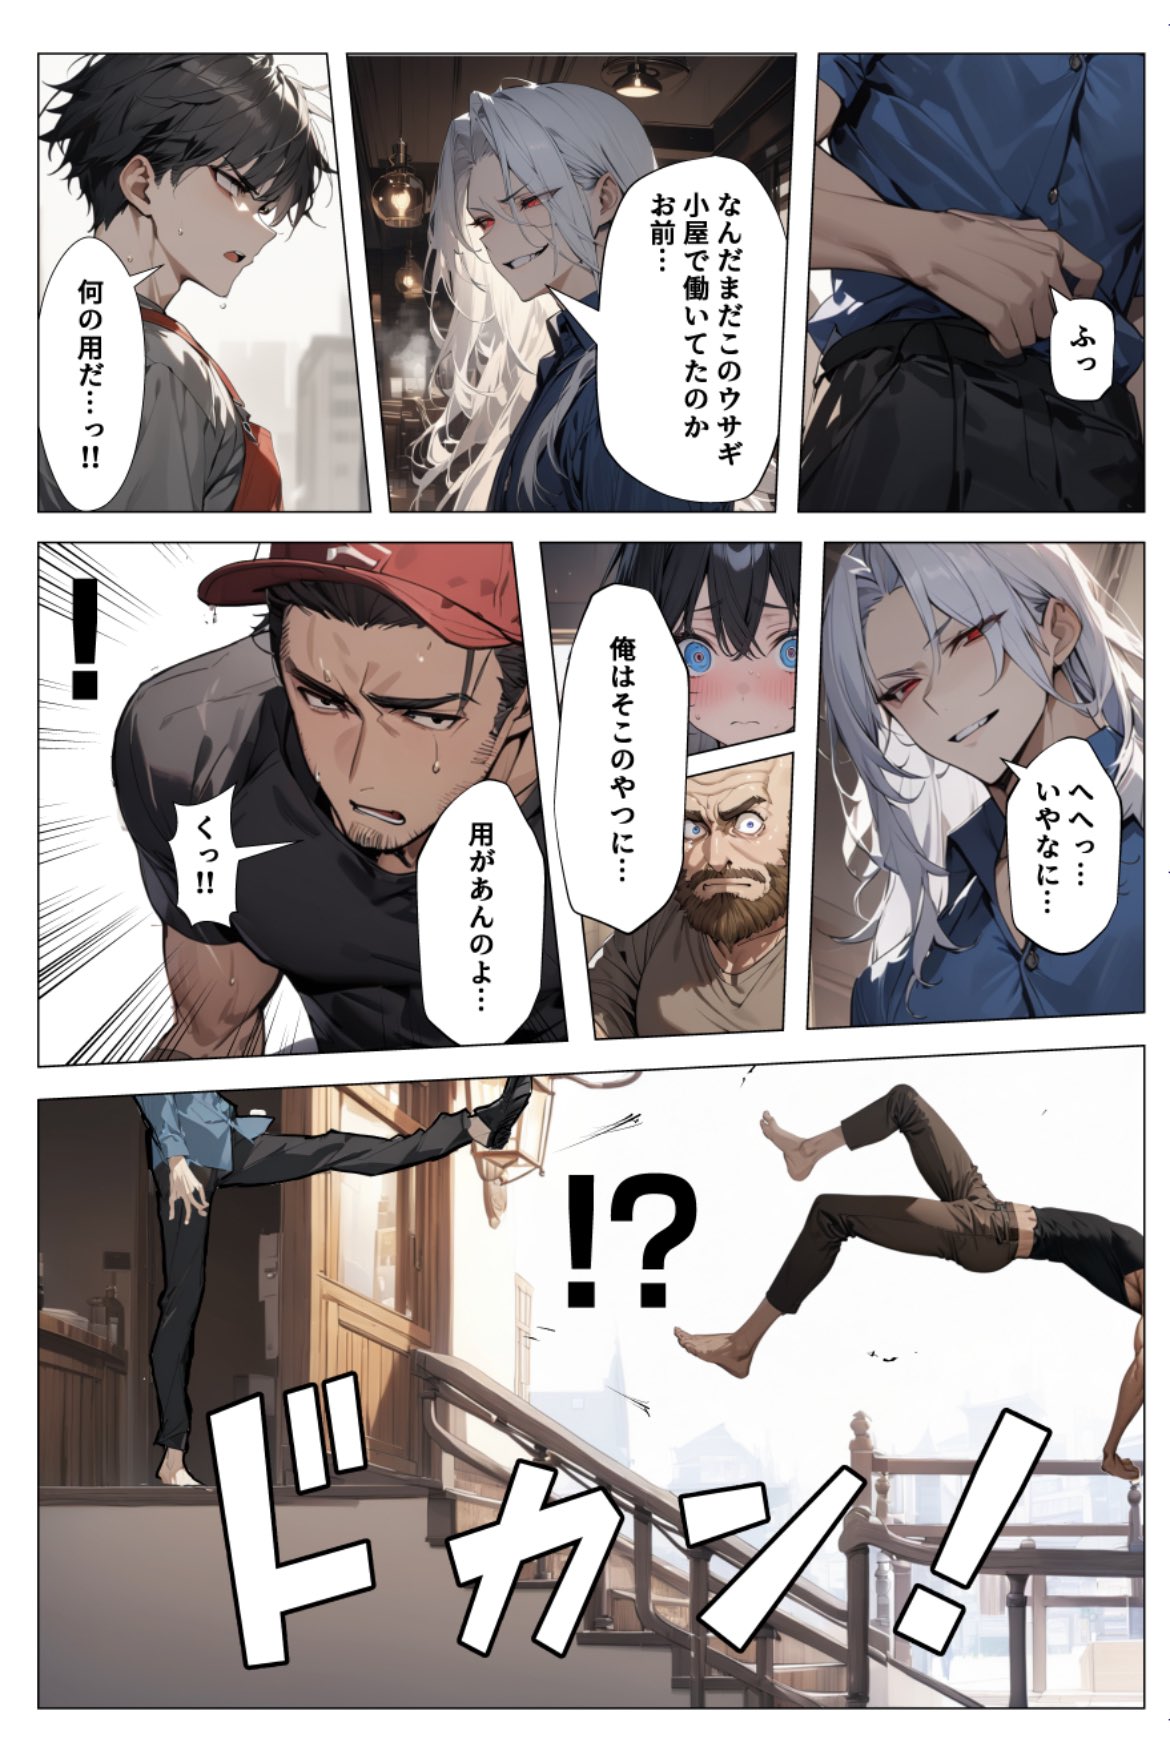 ふっ
なんだまだこのウサギ
小屋で働いてたのか
お前…
何の用だ…っ!!
へへっ…
いやなに…
俺はそこのやつに…
用があんのよ…
くっ!!
!
!?
ドカン!